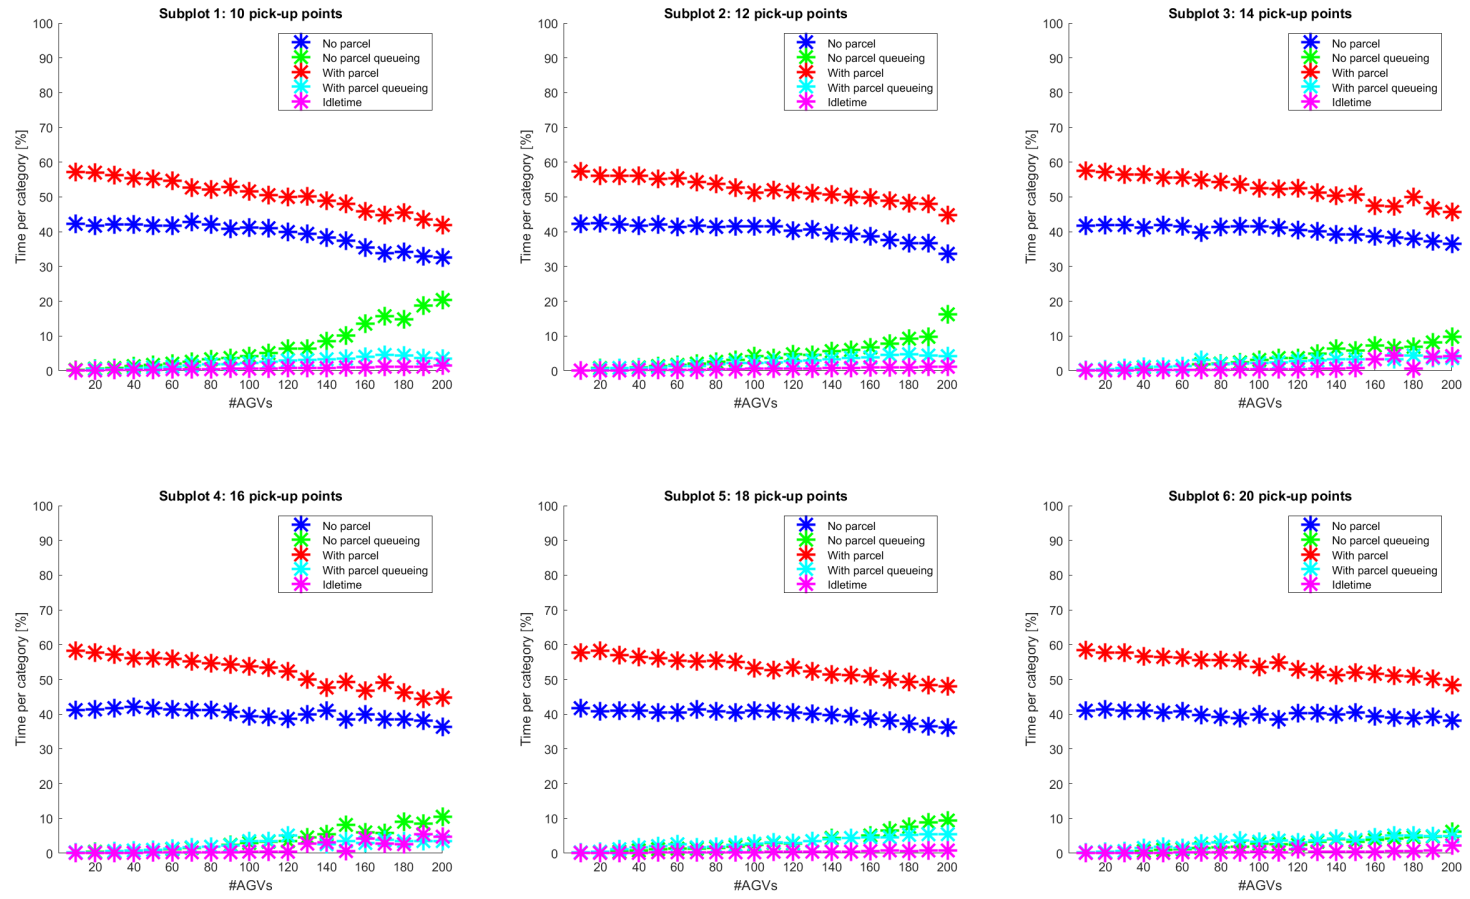 Subplot 1: 10 pick-up points
100
90
80
70
60
50
40
30
20
10
0
Time per category [%]
No parcel
No parcel queueing
With parcel
With parcel queueing
Idletime
20 40 60 80 100 120 140 160 180 200
#AGVs
Subplot 2: 12 pick-up points
100
90
80
70
60
50
40
30
20
10
0
Time per category [%]
No parcel
No parcel queueing
With parcel
With parcel queueing
Idletime
20 40 60 80 100 120 140 160 180 200
#AGVs
Subplot 3: 14 pick-up points
100
90
80
70
60
50
40
30
20
10
0
Time per category [%]
No parcel
No parcel queueing
With parcel
With parcel queueing
Idletime
20 40 60 80 100 120 140 160 180 200
#AGVs
Subplot 4: 16 pick-up points
100
90
80
70
60
50
40
30
20
10
0
Time per category [%]
No parcel
No parcel queueing
With parcel
With parcel queueing
Idletime
20 40 60 80 100 120 140 160 180 200
#AGVs
Subplot 5: 18 pick-up points
100
90
80
70
60
50
40
30
20
10
0
Time per category [%]
No parcel
No parcel queueing
With parcel
With parcel queueing
Idletime
20 40 60 80 100 120 140 160 180 200
#AGVs
Subplot 6: 20 pick-up points
100
90
80
70
60
50
40
30
20
10
0
Time per category [%]
No parcel
No parcel queueing
With parcel
With parcel queueing
Idletime
20 40 60 80 100 120 140 160 180 200
#AGVs